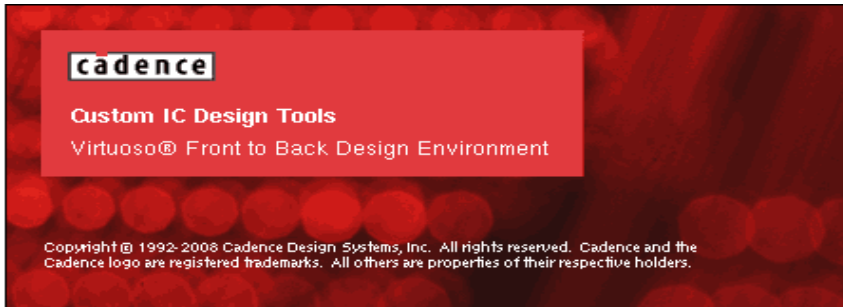 cadence
Custom IC Design Tools
Virtuoso® Front to Back Design Environment
Copyright © 1992-2008 Cadence Design Systems, Inc. All rights reserved. Cadence and the
Cadence logo are registered trademarks. All others are properties of their respective holders.